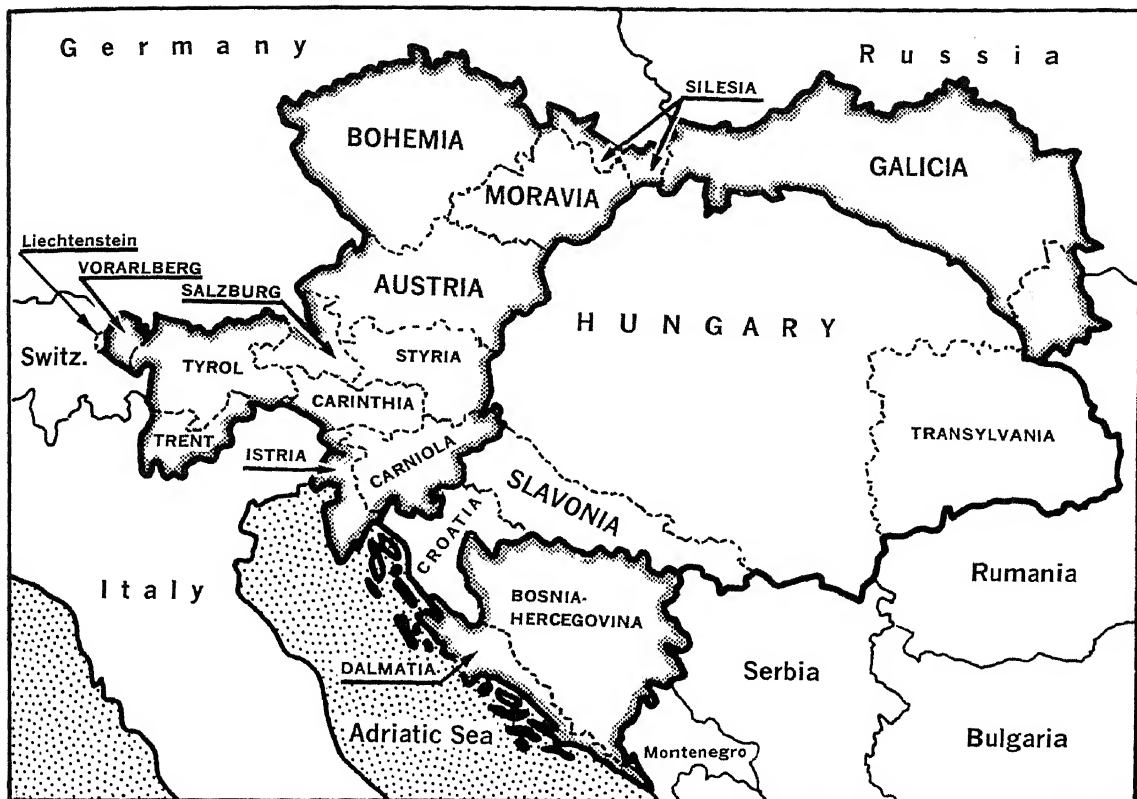 Germany
Russia
SILESIA
BOHEMIA
GALICIA
MORAVIA
Liechtenstein
VORARLBERG
SALZBURG
AUSTRIA
HUNGARY
Switz.
TYROL
STYRIA
CARINTHIA
TRENT
TRANSYLVANIA
ISTRIA
CARNIOLA
SLAVONIA
CROATIA
Italy
Rumania
BOSNIA-
HERCEGOVINA
DALMATIA
Serbia
Adriatic Sea
Montenegro
Bulgaria